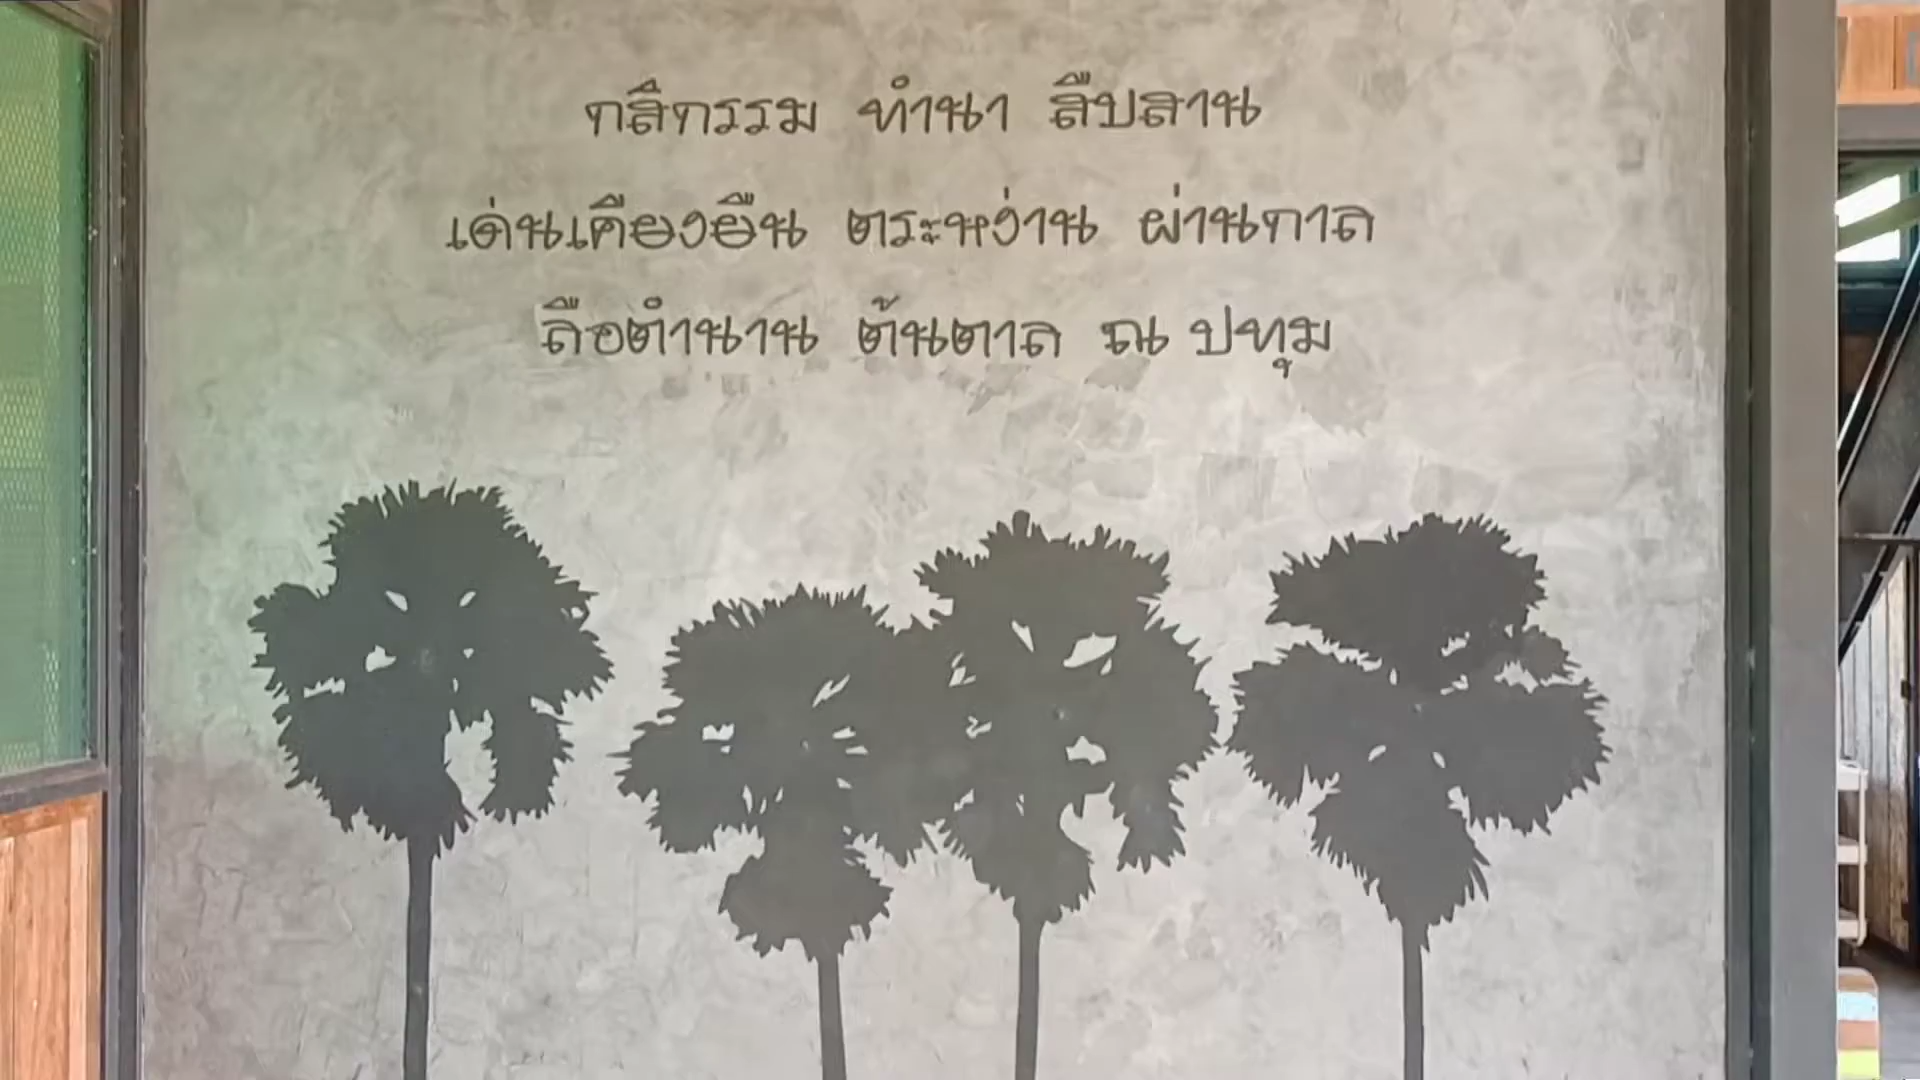 กสิกรรม ทำนา สืบสาน
เด่นเคียงยืน ตระหง่าน ผ่านกาล
ลือตำนาน ต้นตาล ณ ปทุม